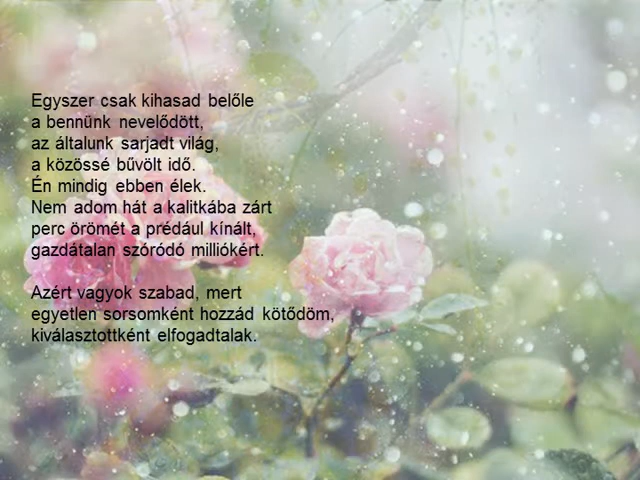 Egyszer csak kihasad belőle
a bennünk nevelődött,
az általunk sarjadt világ,
a közössé bűvölt idő.
Én mindig ebben élek.
Nem adom hát a kalitkába zárt
perc örömét a prédául kínált,
gazdátalan szóródó milliókért.
Azért vagyok szabad, mert
egyetlen sorsomként hozzád kötődöm,
kiválasztottként elfogadtalak.